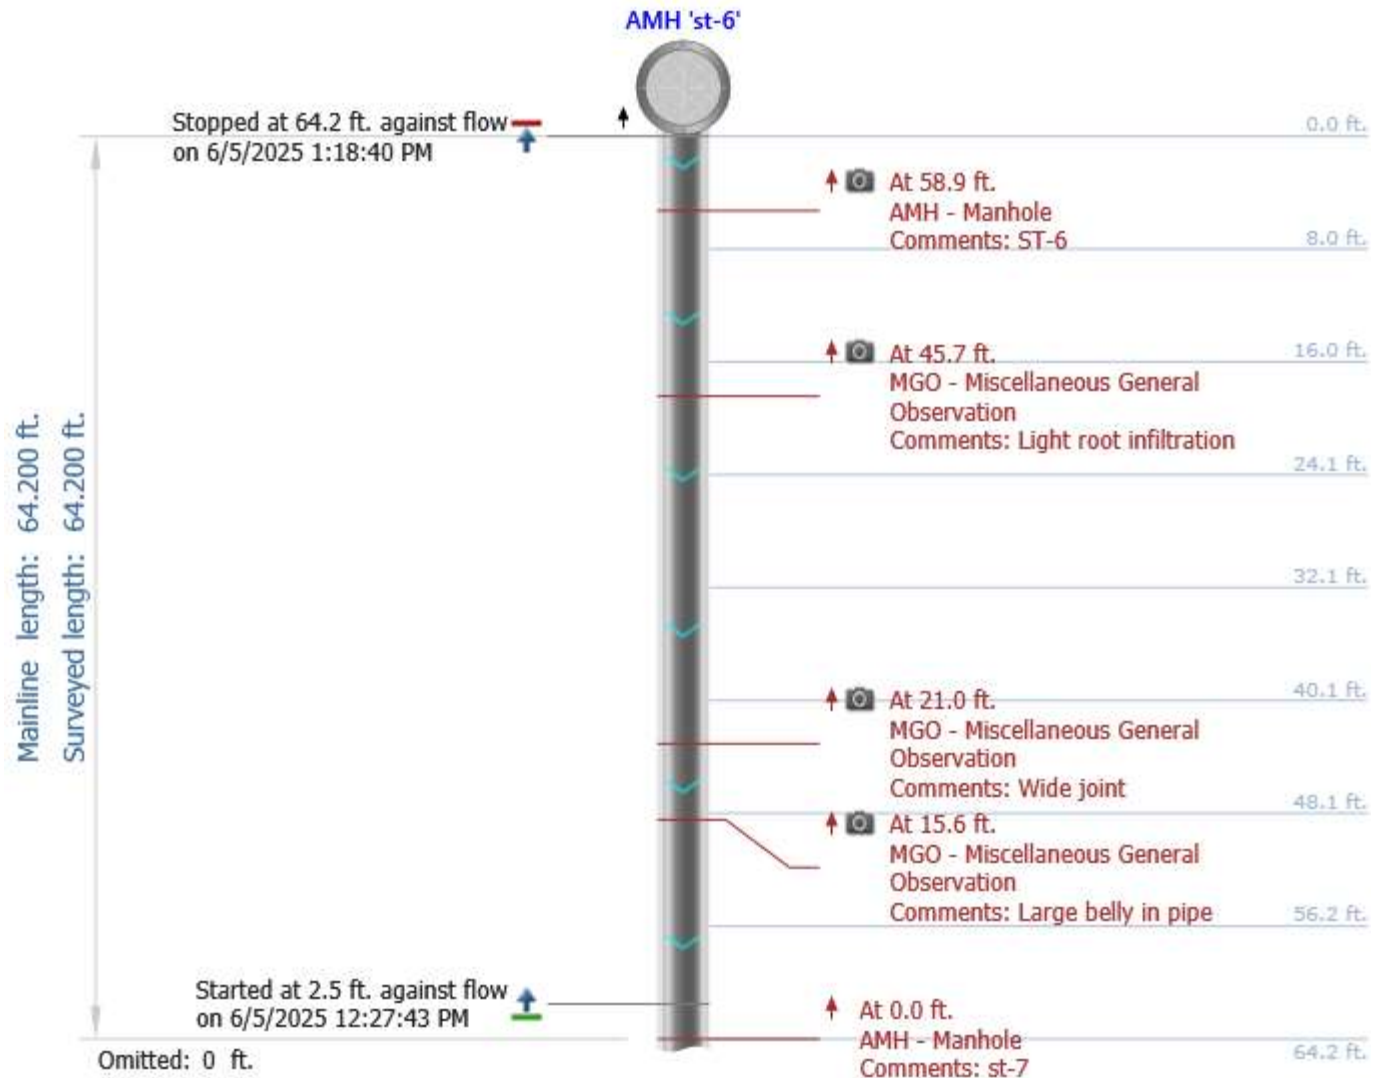 AMH 'st-6'
Stopped at 64.2 ft. against flow
on 6/5/2025 1:18:40 PM
0.0 ft.
At 58.9 ft.
AMH - Manhole
Comments: ST-6
8.0 ft.
At 45.7 ft.
16.0 ft.
MGO - Miscellaneous General
Observation
Comments: Light root infiltration
24.1 ft.
Mainline length: 64.200 ft.
Surveyed length: 64.200 ft.
32.1 ft.
At 21.0 ft.
40.1 ft.
MGO - Miscellaneous General
Observation
Comments: Wide joint
48.1 ft.
At 15.6 ft.
MGO - Miscellaneous General
Observation
Comments: Large belly in pipe
56.2 ft.
Started at 2.5 ft. against flow
on 6/5/2025 12:27:43 PM
At 0.0 ft.
AMH - Manhole
Comments: st-7
64.2 ft.
Omitted: 0 ft.